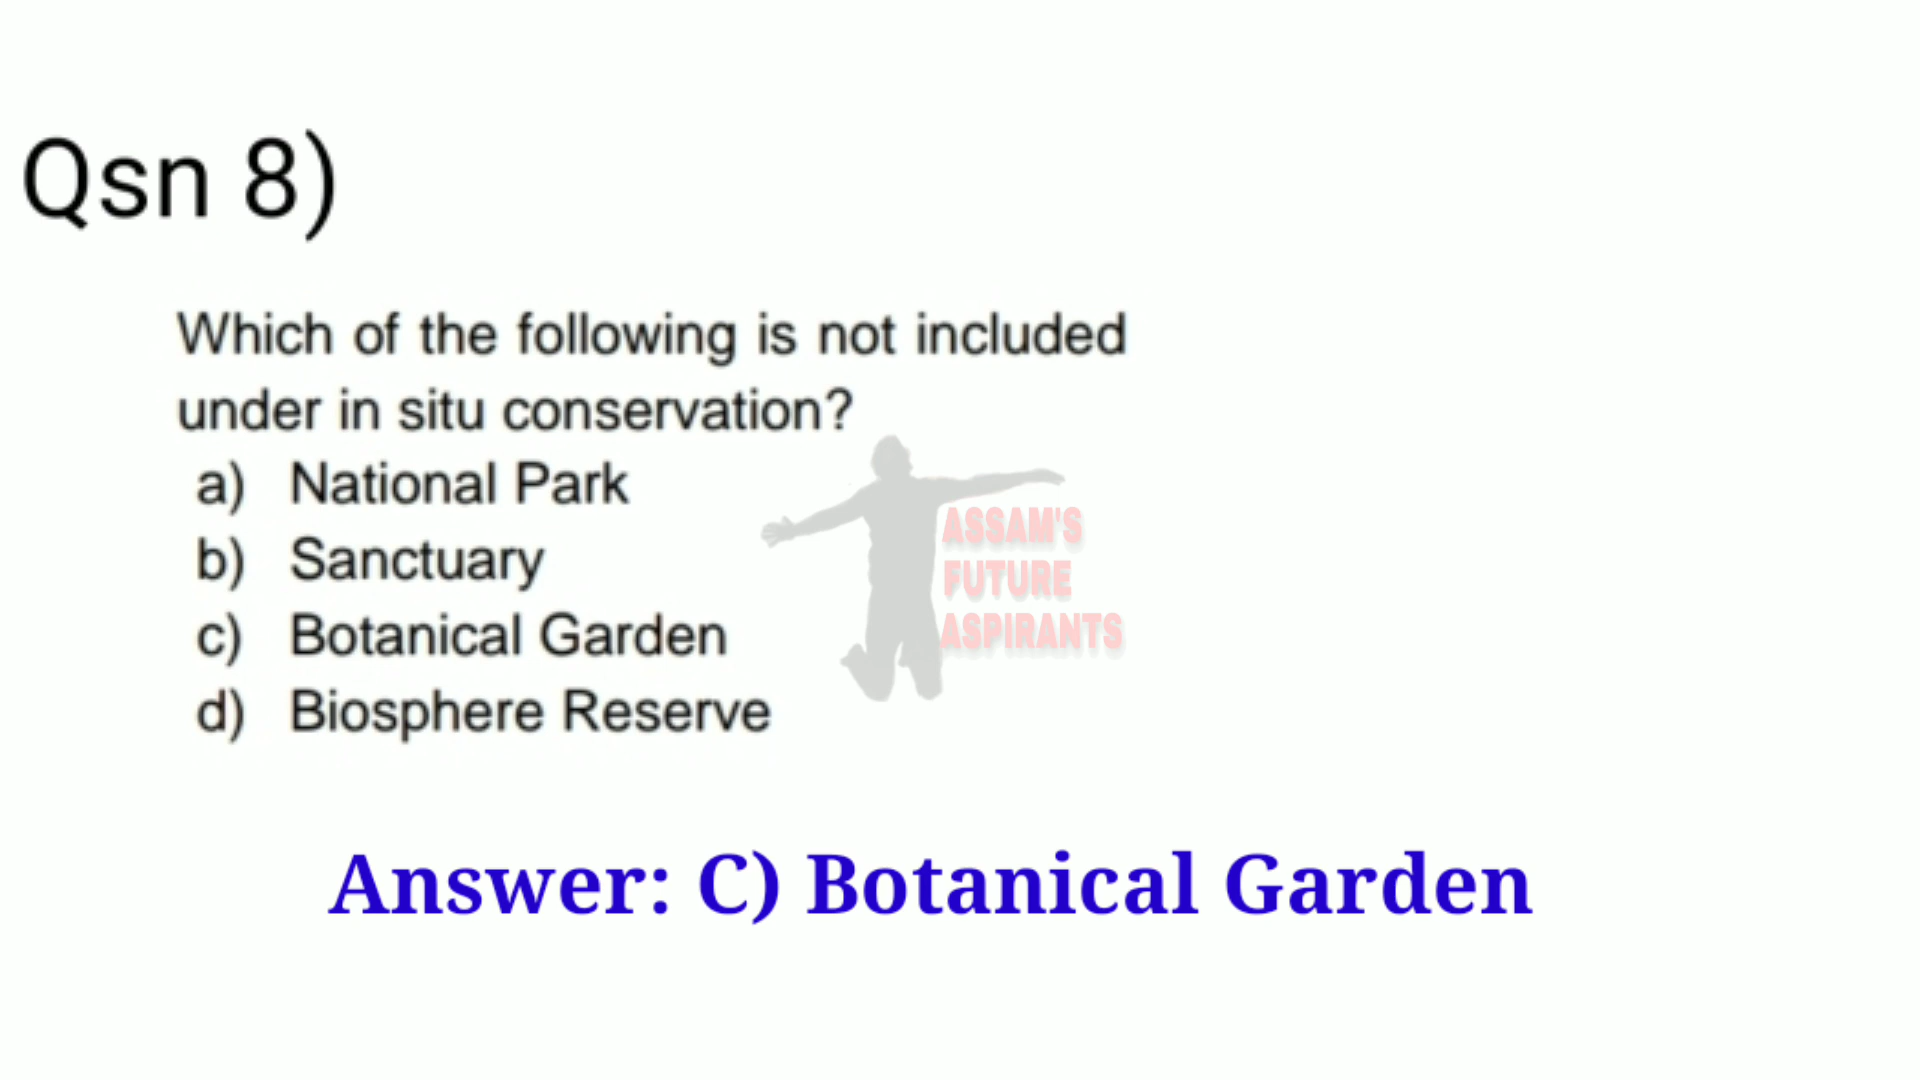 Qsn 8)
Which of the following is not included
under in situ conservation?
a) National Park
b) Sanctuary
c) Botanical Garden
d) Biosphere Reserve
ASSAM'S
FUTURE
ASPIRANTS
Answer: C) Botanical Garden